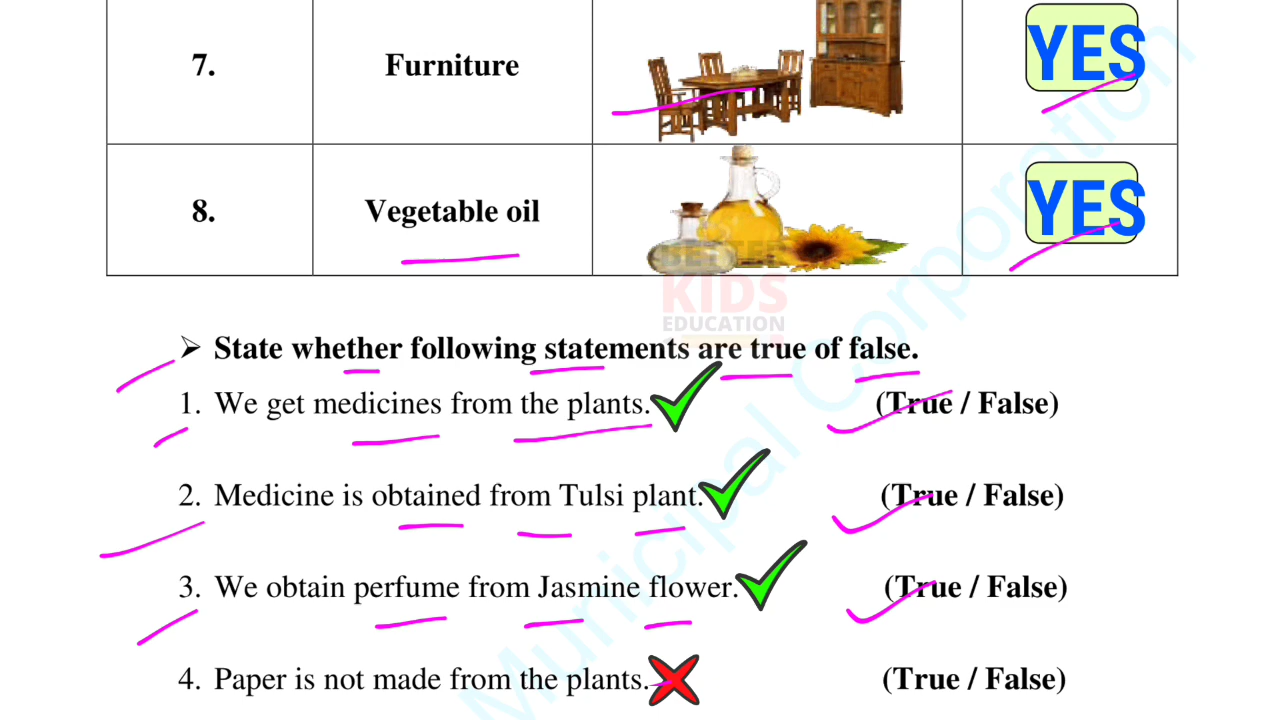 7. Furniture YES
8. Vegetable oil YES
BETTER
KIDS
EDUCATION
➢ State whether following statements are true of false.
1. We get medicines from the plants. (True / False)
2. Medicine is obtained from Tulsi plant. (True / False)
3. We obtain perfume from Jasmine flower. (True / False)
4. Paper is not made from the plants. (True / False)
Municipal Corporation